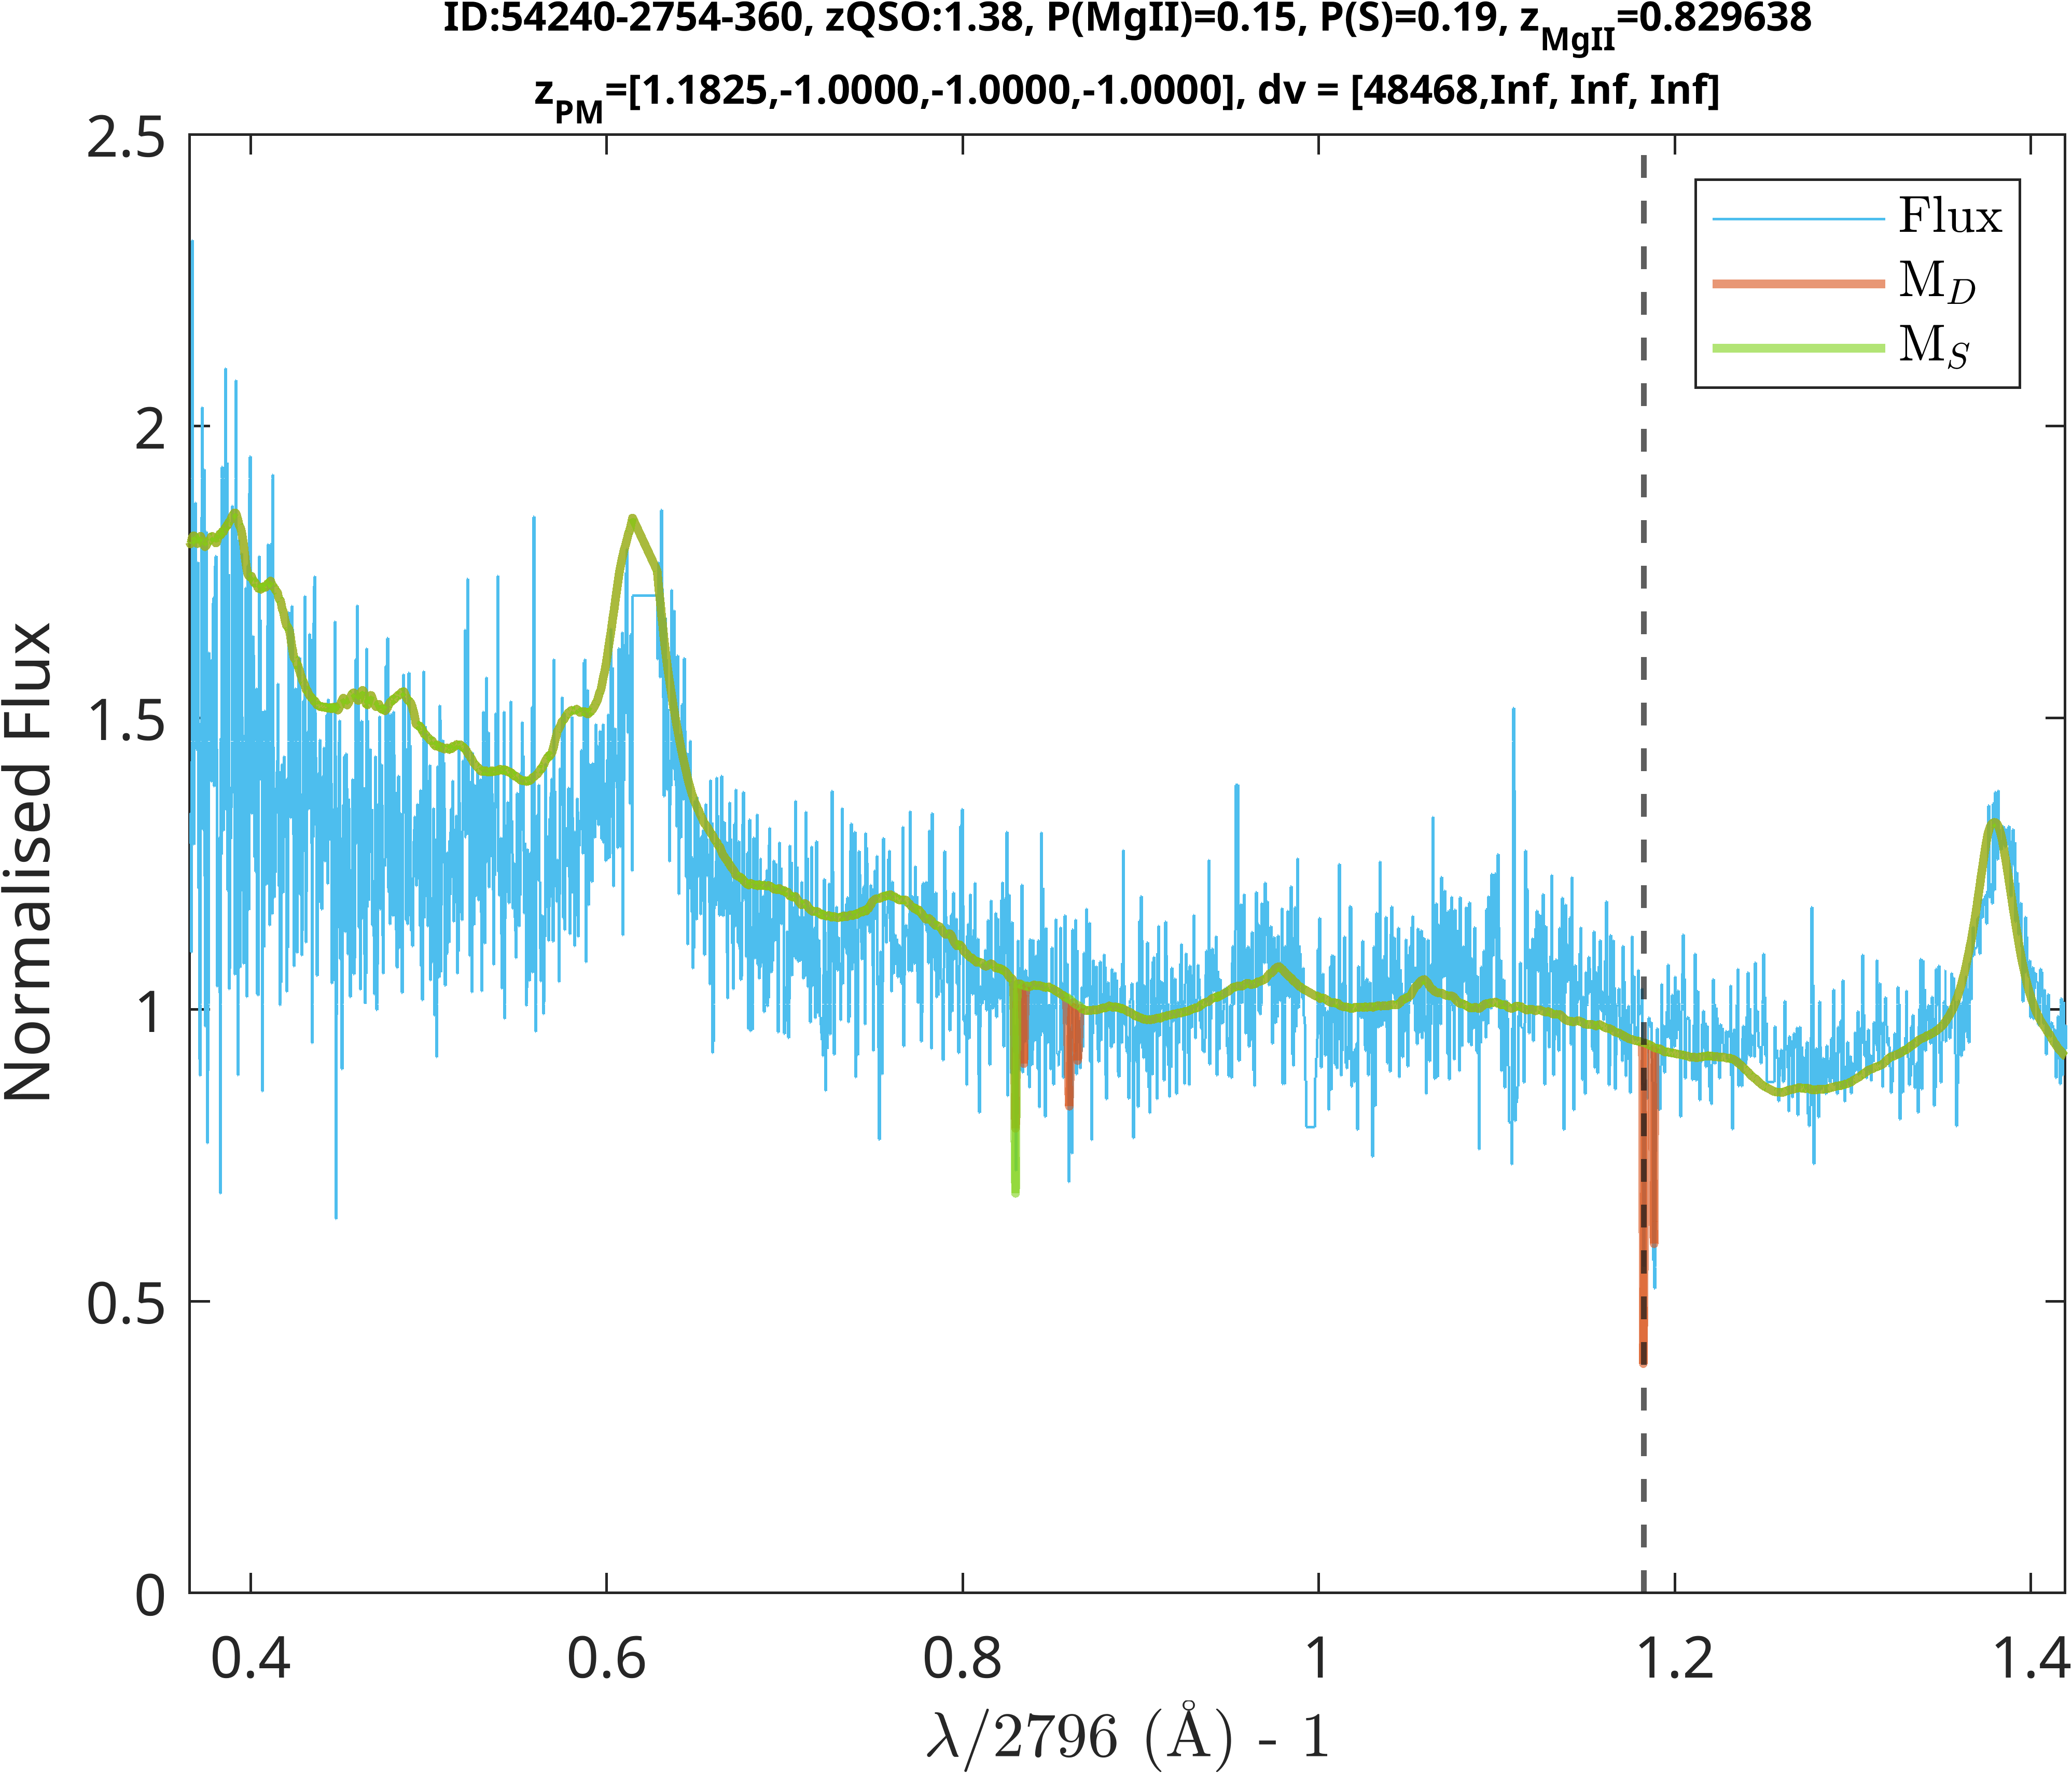 ID:54240-2754-360, zQSO:1.38, P(MgII)=0.15, P(S)=0.19, zMgII=0.829638
zPM=[1.1825,-1.0000,-1.0000,-1.0000], dv = [48468,Inf, Inf, Inf]
2.5
2
1.5
1
0.5
0
Normalised Flux
Flux
MD
MS
0.4
0.6
0.8
1
1.2
1.4
λ/2796 (Å) - 1